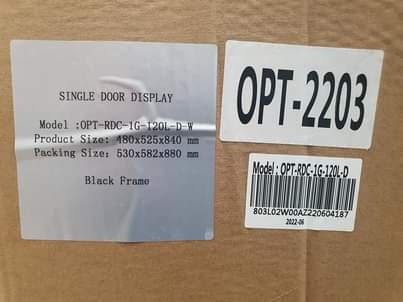 SINGLE DOOR DISPLAY
Model :OPT-RDC-1G-120L-D-W
Product Size: 480x525x840 mm
Packing Size: 530x582x880 mm
Black Frame
OPT-2203
Model : OPT-RDC-1G-120L-D
803L02W00AZ220604187
2022-06